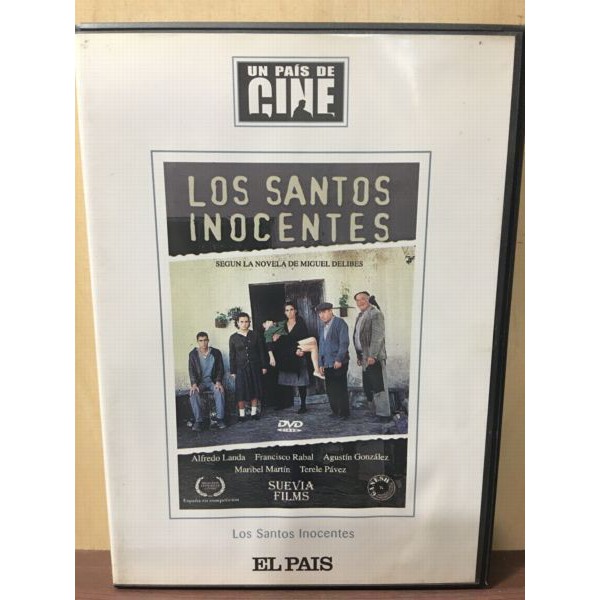 UN PAÍS DE
CINE
LOS SANTOS
INOCENTES
SEGUN LA NOVELA DE MIGUEL DELIBES
DVD
VIDEO
Alfredo Landa Francisco Rabal Agustín González
Maribel Martín Terele Pávez
SUEVIA
FILMS
Los Santos Inocentes
EL PAIS